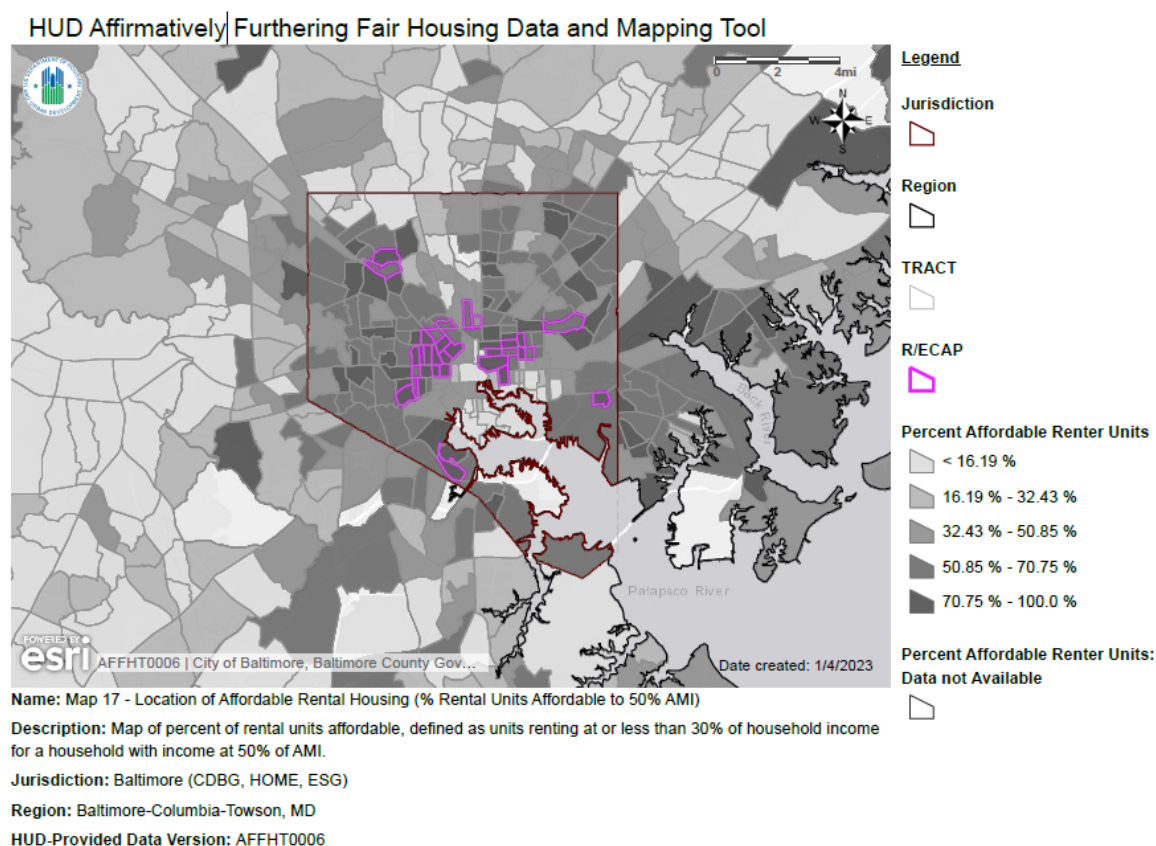 HUD Affirmatively Furthering Fair Housing Data and Mapping Tool
0 2 4mi
N
W E
S
Back River
Patapsco River
POWERED BY
esri
AFFHT0006 | City of Baltimore, Baltimore County Gov...
Date created: 1/4/2023
Legend
Jurisdiction
Region
TRACT
R/ECAP
Percent Affordable Renter Units
< 16.19 %
16.19 % - 32.43 %
32.43 % - 50.85 %
50.85 % - 70.75 %
70.75 % - 100.0 %
Percent Affordable Renter Units:
Data not Available
Name: Map 17 - Location of Affordable Rental Housing (% Rental Units Affordable to 50% AMI)
Description: Map of percent of rental units affordable, defined as units renting at or less than 30% of household income
for a household with income at 50% of AMI.
Jurisdiction: Baltimore (CDBG, HOME, ESG)
Region: Baltimore-Columbia-Towson, MD
HUD-Provided Data Version: AFFHT0006